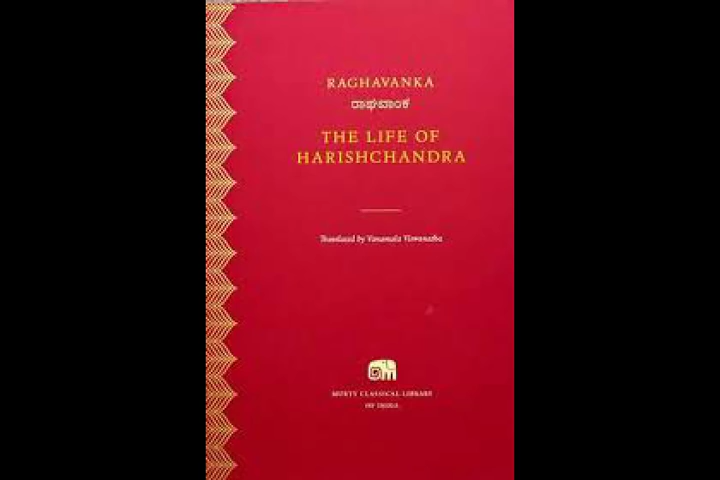 RAGHAVANKA
ರಾಘವಾಂಕ
THE LIFE OF
HARISHCHANDRA
Translated by Vanamala Viswanatha
MURTY CLASSICAL LIBRARY
OF INDIA